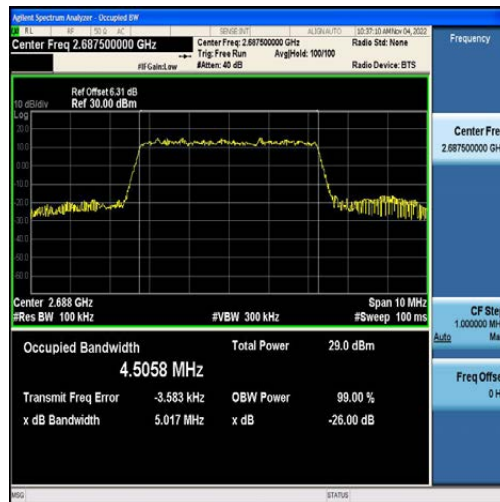 Agilent Spectrum Analyzer - Occupied BW
RL RF 50 Ω AC SENSE:INT ALIGNAUTO 10:37:10 AM Nov 04, 2022
Center Freq 2.687500000 GHz Center Freq: 2.687500000 GHz Radio Std: None Frequency
Trig: Free Run Avg|Hold: 100/100
#IFGain:Low #Atten: 40 dB Radio Device: BTS
Ref Offset 6.31 dB
10 dB/div Ref 30.00 dBm
Log
20.0
10.0
0.00
-10.0
-20.0
-30.0
-40.0
-50.0
-60.0
Center Fre
2.687500000 GH
Center 2.688 GHz Span 10 MHz
#Res BW 100 kHz #VBW 300 kHz #Sweep 100 ms
CF Ste
1.000000 MH
Auto Ma
Occupied Bandwidth Total Power 29.0 dBm
4.5058 MHz
Freq Offse
0 H
Transmit Freq Error -3.583 kHz OBW Power 99.00 %
x dB Bandwidth 5.017 MHz x dB -26.00 dB
MSG STATUS